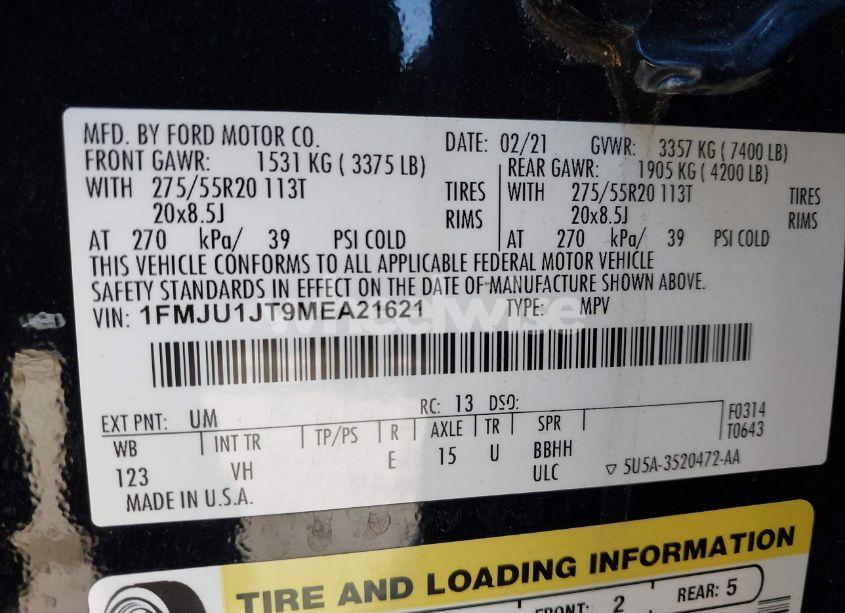 MFD. BY FORD MOTOR CO. DATE: 02/21 GVWR: 3357 KG ( 7400 LB)
FRONT GAWR: 1531 KG ( 3375 LB) REAR GAWR: 1905 KG ( 4200 LB)
WITH 275/55R20 113T TIRES WITH 275/55R20 113T TIRES
20x8.5J RIMS 20x8.5J RIMS
AT 270 kPa/ 39 PSI COLD AT 270 kPa/ 39 PSI COLD
THIS VEHICLE CONFORMS TO ALL APPLICABLE FEDERAL MOTOR VEHICLE
SAFETY STANDARDS IN EFFECT ON THE DATE OF MANUFACTURE SHOWN ABOVE.
VIN: 1FMJU1JT9MEA21621 TYPE: MPV
wheelwise
EXT PNT: UM RC: 13 DSO: F0314
WB INT TR TP/PS R AXLE TR SPR T0643
123 VH E 15 U BBHH
ULC ▽ 5U5A-3520472-AA
MADE IN U.S.A.
TIRE AND LOADING INFORMATION
FRONT: 2 REAR: 5